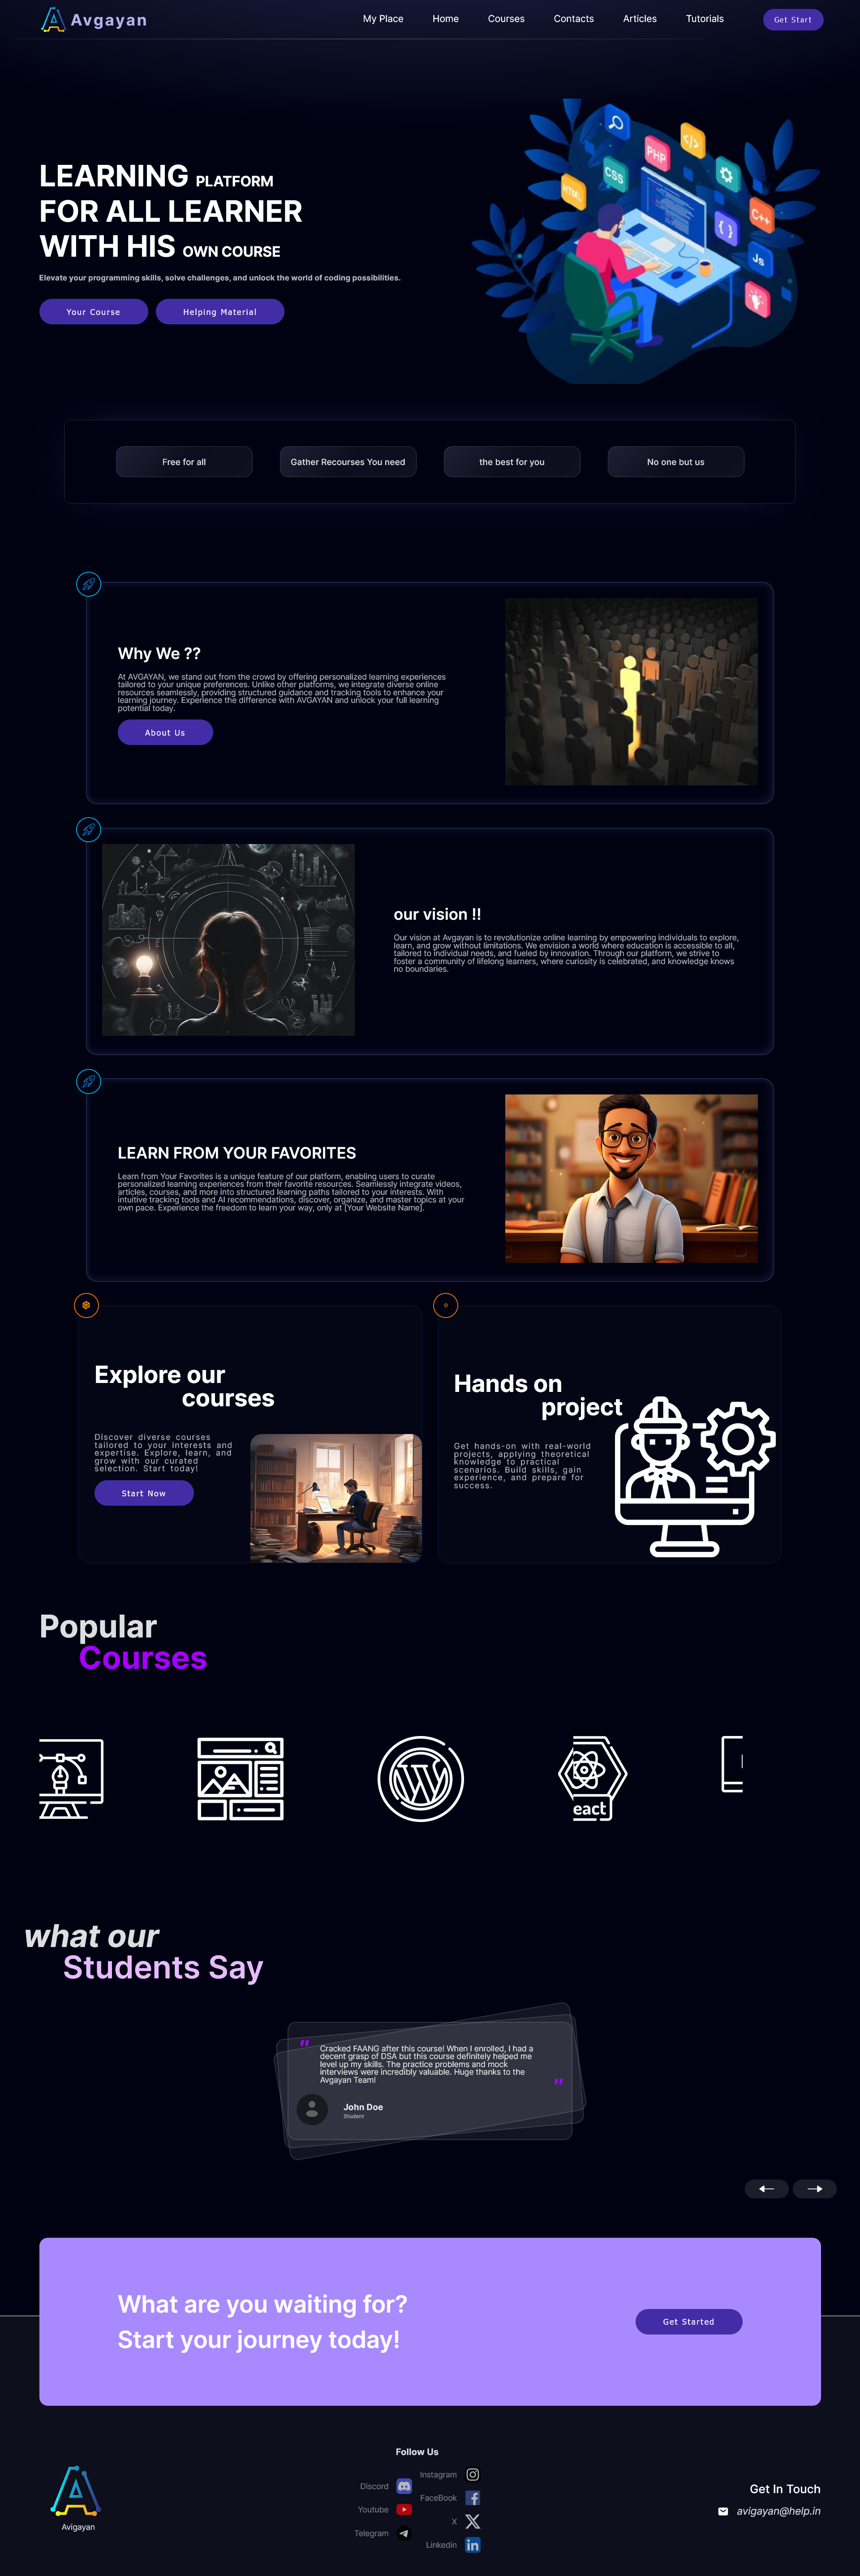 Avgayan
My Place
Home
Courses
Contacts
Articles
Tutorials
Get Start
LEARNING PLATFORM
FOR ALL LEARNER
WITH HIS OWN COURSE
Elevate your programming skills, solve challenges, and unlock the world of coding possibilities.
Your Course
Helping Material
</>
PHP
CSS
HTML
C++
{ }
Js
Free for all
Gather Recourses You need
the best for you
No one but us
Why We ??
At AVGAYAN, we stand out from the crowd by offering personalized learning experiences
tailored to your unique preferences. Unlike other platforms, we integrate diverse online
resources seamlessly, providing structured guidance and tracking tools to enhance your
learning journey. Experience the difference with AVGAYAN and unlock your full learning
potential today.
About Us
our vision !!
Our vision is at Avgayan is to revolutionize online learning by empowering individuals to explore,
learn, and grow without limitations. We envision a world where education is accessible to all,
tailored to individual needs, and fueled by innovation. Through our platform, we strive to
foster a community of lifelong learners, where curiosity is celebrated, and knowledge knows
no boundaries.
LEARN FROM YOUR FAVORITES
Learn from Your Favorites is a unique feature of our platform, enabling users to curate
personalized learning experiences from their favorite resources. Seamlessly integrate videos,
articles, courses, and more into structured learning paths tailored to your interests. With
intuitive tracking tools and AI recommendations, discover, organize, and master topics at your
own pace. Experience the freedom to learn your way, only at [Your Website Name].
Explore our
courses
Discover diverse courses
tailored to your interests and
expertise. Explore, learn, and
grow with our curated
selection. Start today!
Start Now
Hands on
project
Get hands-on with real-world
projects, applying theoretical
knowledge to practical
scenarios. Build skills, gain
experience, and prepare for
success.
Popular
Courses
eact
what our
Students Say
"
Cracked FAANG after this course! When I enrolled, I had a
decent grasp of DSA but this course definitely helped me
level up my skills. The practice problems and mock
interviews were incredibly valuable. Huge thanks to the
Avgayan Team!
"
John Doe
Student
What are you waiting for?
Start your journey today!
Get Started
Avigayan
Follow Us
Discord
Youtube
Telegram
Instagram
FaceBook
X
Linkedin
Get In Touch
avigayan@help.in